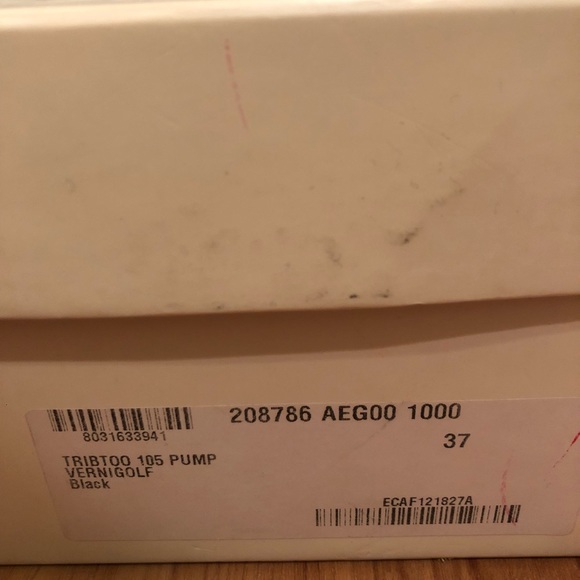 208786 AEG00 1000
8031633941
37
TRIBTOO 105 PUMP
VERNIGOLF
Black
ECAF121827A